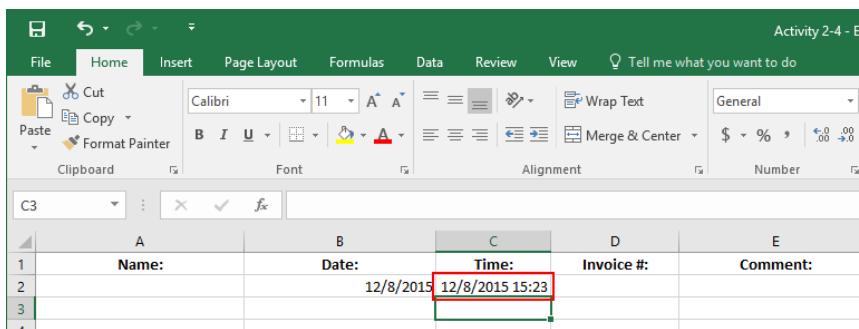 Activity 2-4 - E
File Home Insert Page Layout Formulas Data Review View Tell me what you want to do
Cut Calibri 11 A A Wrap Text General
Paste Copy
Format Painter B I U A Merge & Center $ % , .00 .0
Clipboard Font Alignment Number
C3 fx
A B C D E
1 Name: Date: Time: Invoice #: Comment:
2 12/8/2015 12/8/2015 15:23
3